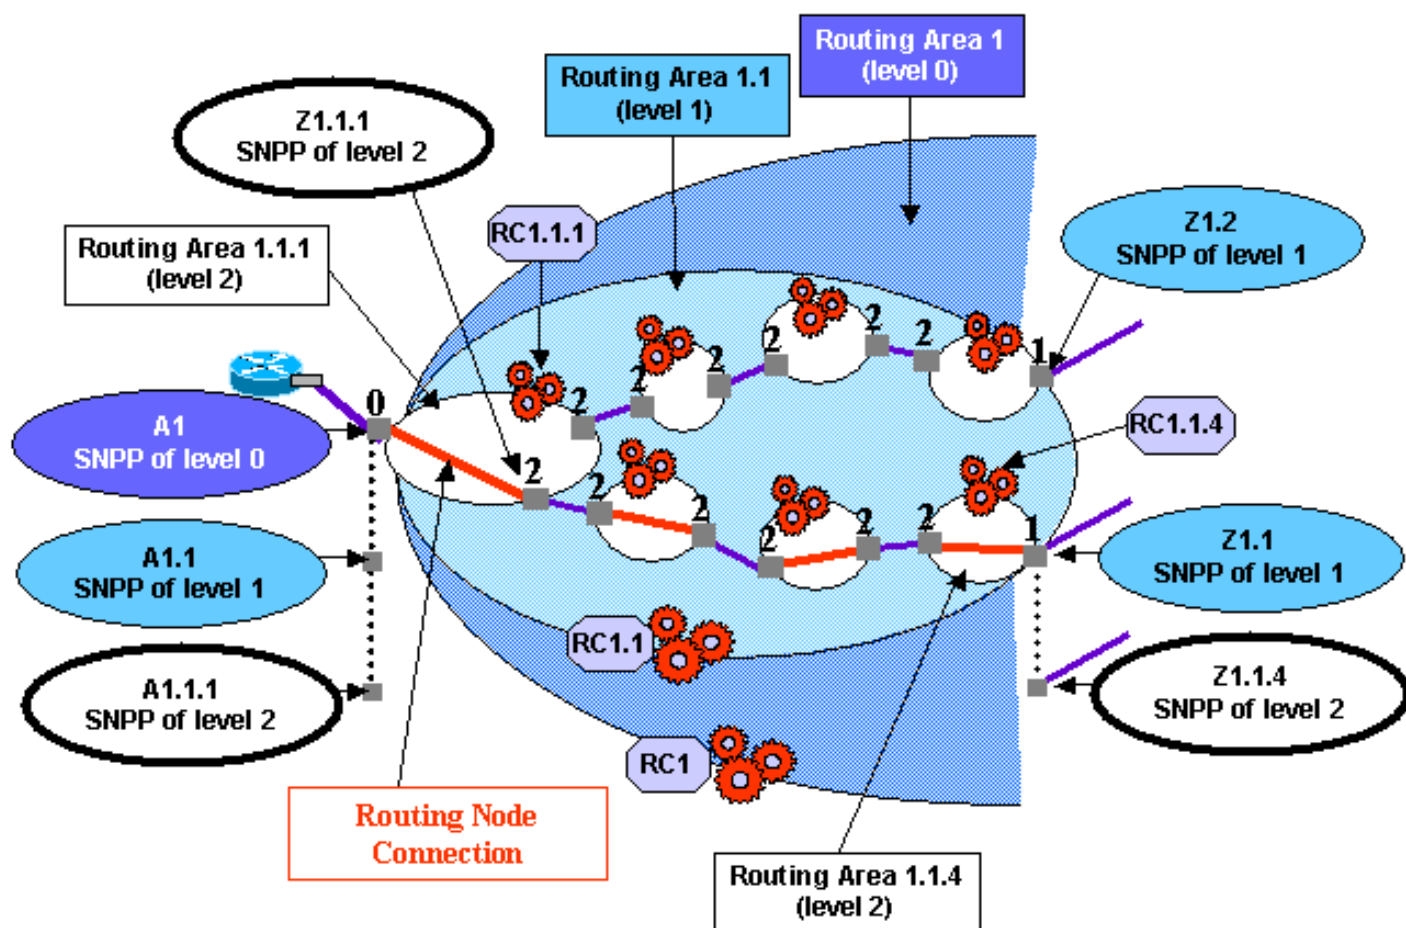 Routing Area 1
(level 0)
Routing Area 1.1
(level 1)
Z1.1.1
SNPP of level 2
RC1.1.1
Z1.2
SNPP of level 1
Routing Area 1.1.1
(level 2)
2
2
2
2
2
1
2
2
0
A1
SNPP of level 0
RC1.1.4
2
2
2
2
2
2
1
A1.1
SNPP of level 1
Z1.1
SNPP of level 1
RC1.1
A1.1.1
SNPP of level 2
Z1.1.4
SNPP of level 2
RC1
Routing Node
Connection
Routing Area 1.1.4
(level 2)